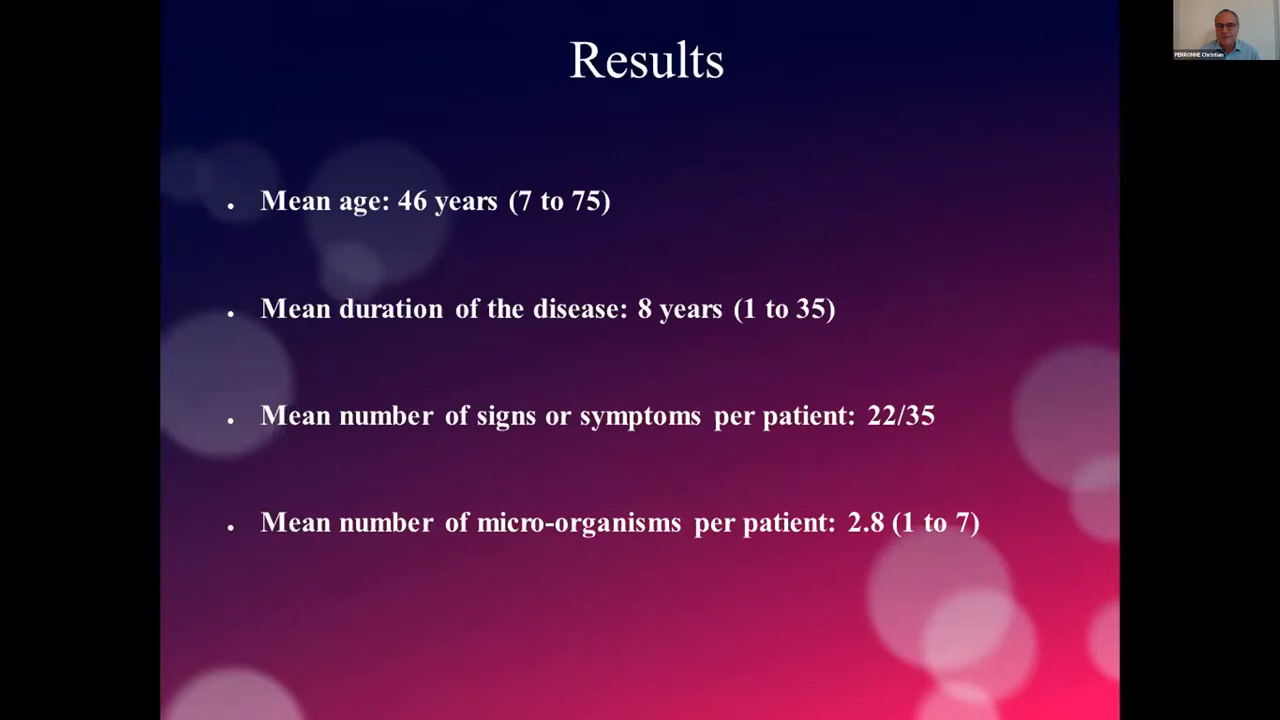 Results
PERRONNE Christian
. Mean age: 46 years (7 to 75)
. Mean duration of the disease: 8 years (1 to 35)
. Mean number of signs or symptoms per patient: 22/35
. Mean number of micro-organisms per patient: 2.8 (1 to 7)